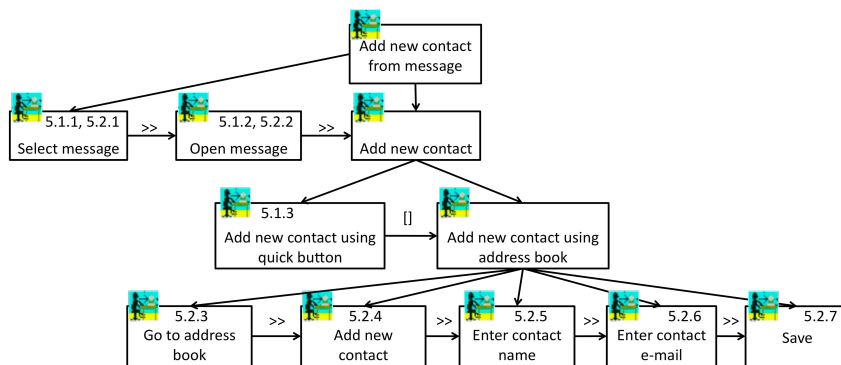 Add new contact
from message
5.1.1, 5.2.1
Select message
>>
5.1.2, 5.2.2
Open message
>>
Add new contact
5.1.3
Add new contact using
quick button
[]
Add new contact using
address book
5.2.3
Go to address
book
>>
5.2.4
Add new
contact
>>
5.2.5
Enter contact
name
>>
5.2.6
Enter contact
e-mail
>>
5.2.7
Save